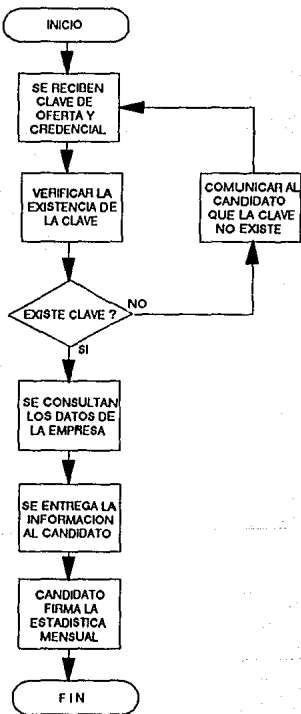 INICIO
SE RECIBEN
CLAVE DE
OFERTA Y
CREDENCIAL
VERIFICAR LA
EXISTENCIA DE
LA CLAVE
COMUNICAR AL
CANDIDATO
QUE LA CLAVE
NO EXISTE
EXISTE CLAVE ?
NO
SI
SE CONSULTAN
LOS DATOS DE
LA EMPRESA
SE ENTREGA LA
INFORMACION
AL CANDIDATO
CANDIDATO
FIRMA LA
ESTADISTICA
MENSUAL
F I N